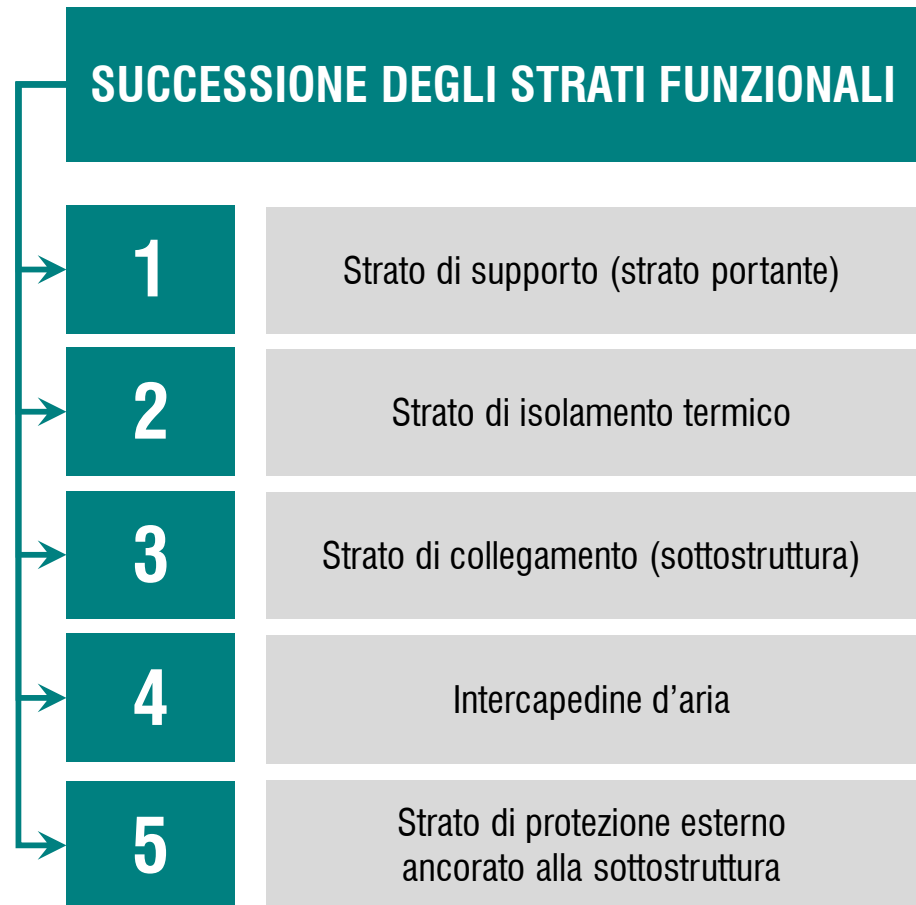 SUCCESSIONE DEGLI STRATI FUNZIONALI
1
Strato di supporto (strato portante)
2
Strato di isolamento termico
3
Strato di collegamento (sottostruttura)
4
Intercapedine d’aria
5
Strato di protezione esterno
ancorato alla sottostruttura